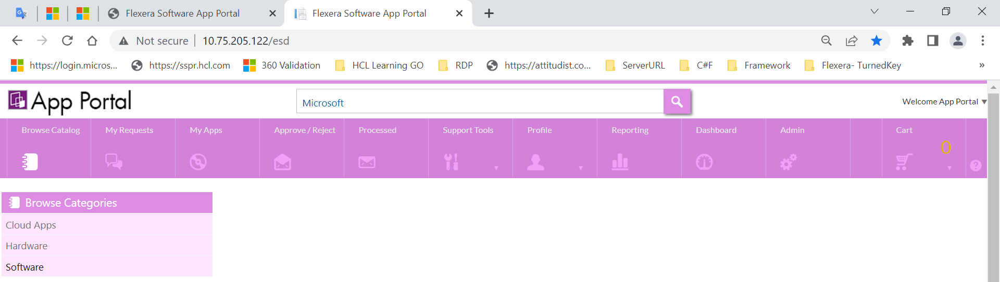 Flexera Software App Portal
Flexera Software App Portal
Not secure 10.75.205.122/esd
https://login.micros... https://sspr.hcl.com 360 Validation HCL Learning GO RDP https://attitudist.co... ServerURL C#F Framework Flexera- TurnedKey »
App Portal
Microsoft
Welcome App Portal
Browse Catalog My Requests My Apps Approve / Reject Processed Support Tools Profile Reporting Dashboard Admin Cart
0
?
Browse Categories
Cloud Apps
Hardware
Software